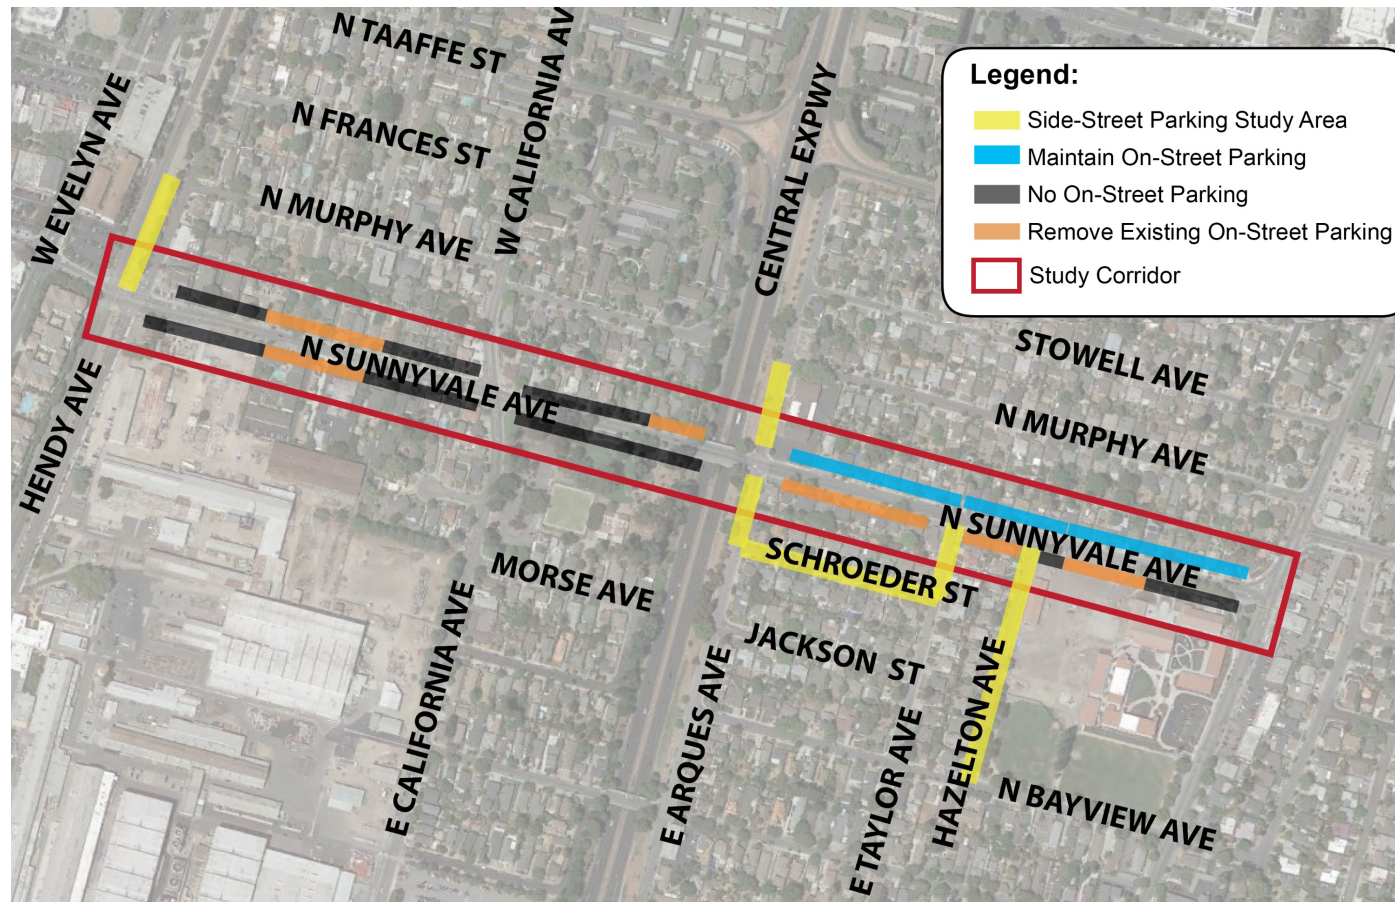 N TAAFFE ST
W CALIFORNIA AV
N FRANCES ST
W EVELYN AVE
N MURPHY AVE
CENTRAL EXPWY
Legend:
Side-Street Parking Study Area
Maintain On-Street Parking
No On-Street Parking
Remove Existing On-Street Parking
Study Corridor
STOWELL AVE
N MURPHY AVE
N SUNNYVALE AVE
HENDY AVE
N SUNNYVALE AVE
SCHROEDER ST
MORSE AVE
JACKSON ST
E CALIFORNIA AVE
E ARQUES AVE
E TAYLOR AVE
HAZELTON AVE
N BAYVIEW AVE